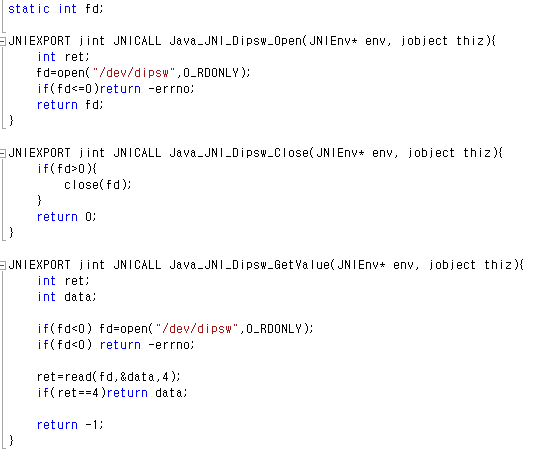 static int fd;
JNIEXPORT jint JNICALL Java_JNI_Dipsw_Open(JNIEnv* env, jobject thiz){
int ret;
fd=open("/dev/dipsw",O_RDONLY);
if(fd<=0)return -errno;
return fd;
}
JNIEXPORT jint JNICALL Java_JNI_Dipsw_Close(JNIEnv* env, jobject thiz){
if(fd>0){
close(fd);
}
return 0;
}
JNIEXPORT jint JNICALL Java_JNI_Dipsw_GetValue(JNIEnv* env, jobject thiz){
int ret;
int data;
if(fd<0) fd=open("/dev/dipsw",O_RDONLY);
if(fd<0) return -errno;
ret=read(fd,&data,4);
if(ret==4)return data;
return -1;
}